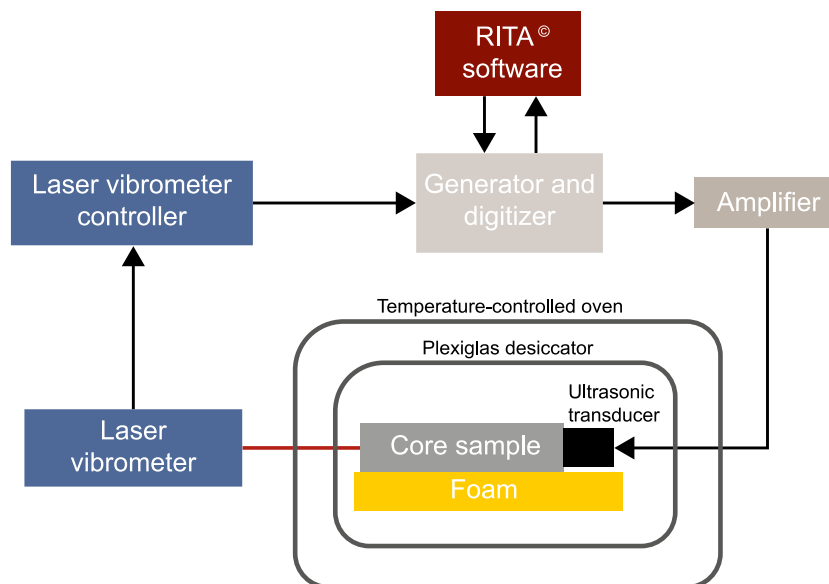 RITA ©
software
Laser vibrometer
controller
Generator and
digitizer
Amplifier
Temperature-controlled oven
Plexiglas desiccator
Ultrasonic
transducer
Laser
vibrometer
Core sample
Foam